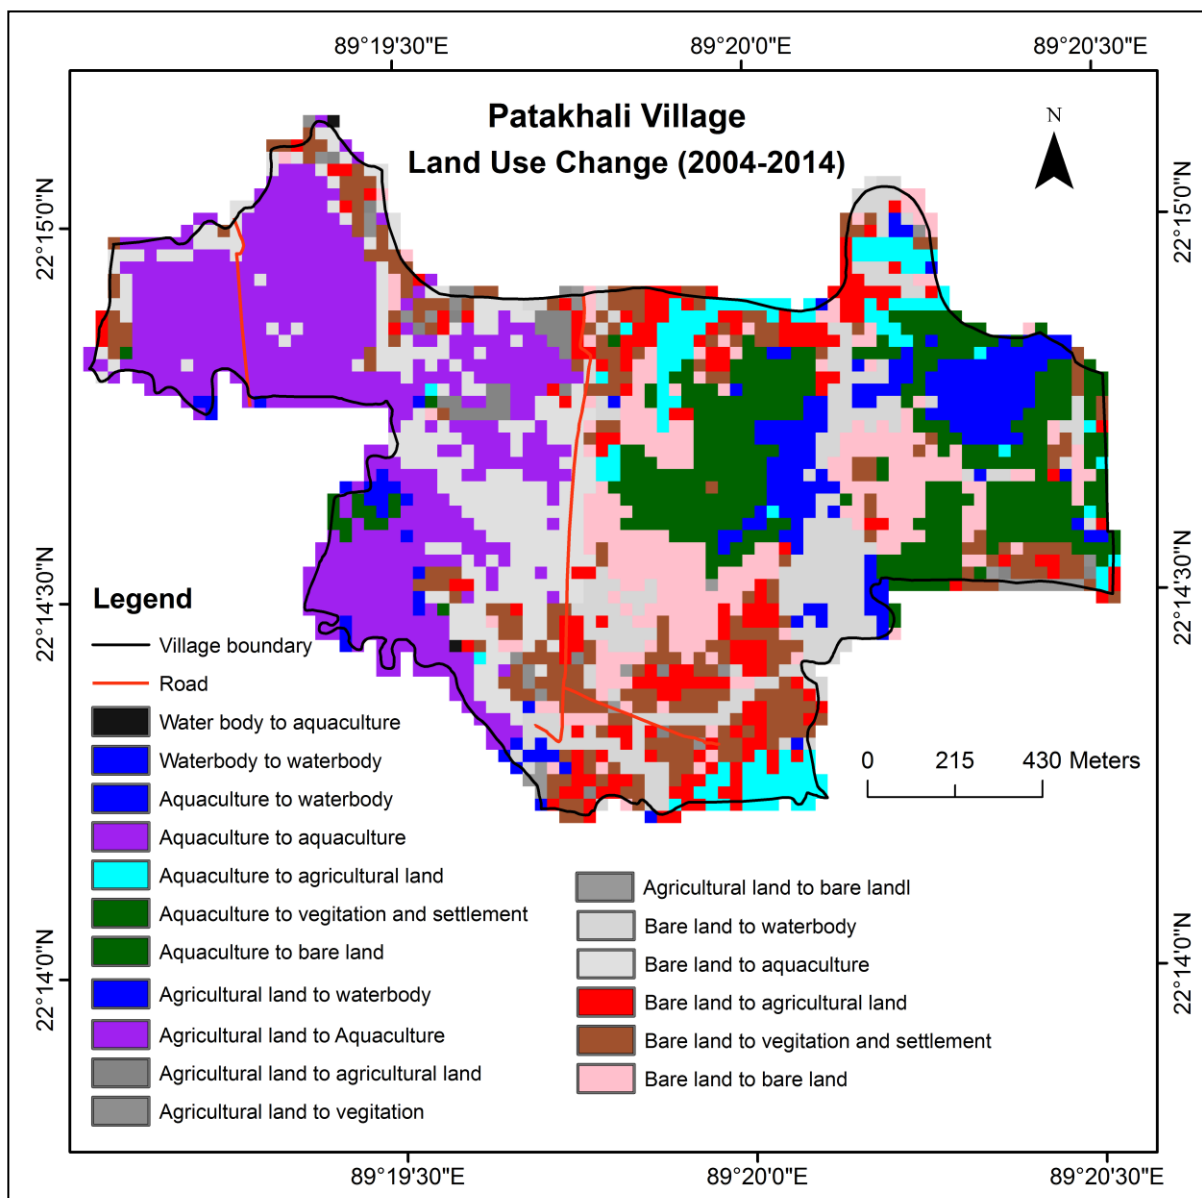 89°19'30"E 89°20'0"E 89°20'30"E
Patakhali Village
Land Use Change (2004-2014)
N
22°15'0"N
22°15'0"N
22°14'30"N
22°14'30"N
22°14'0"N
22°14'0"N
Legend
Village boundary
Road
Water body to aquaculture
Waterbody to waterbody
Aquaculture to waterbody
Aquaculture to aquaculture
Aquaculture to agricultural land
Aquaculture to vegitation and settlement
Aquaculture to bare land
Agricultural land to waterbody
Agricultural land to Aquaculture
Agricultural land to agricultural land
Agricultural land to vegitation
0 215 430 Meters
Agricultural land to bare landl
Bare land to waterbody
Bare land to aquaculture
Bare land to agricultural land
Bare land to vegitation and settlement
Bare land to bare land
89°19'30"E 89°20'0"E 89°20'30"E